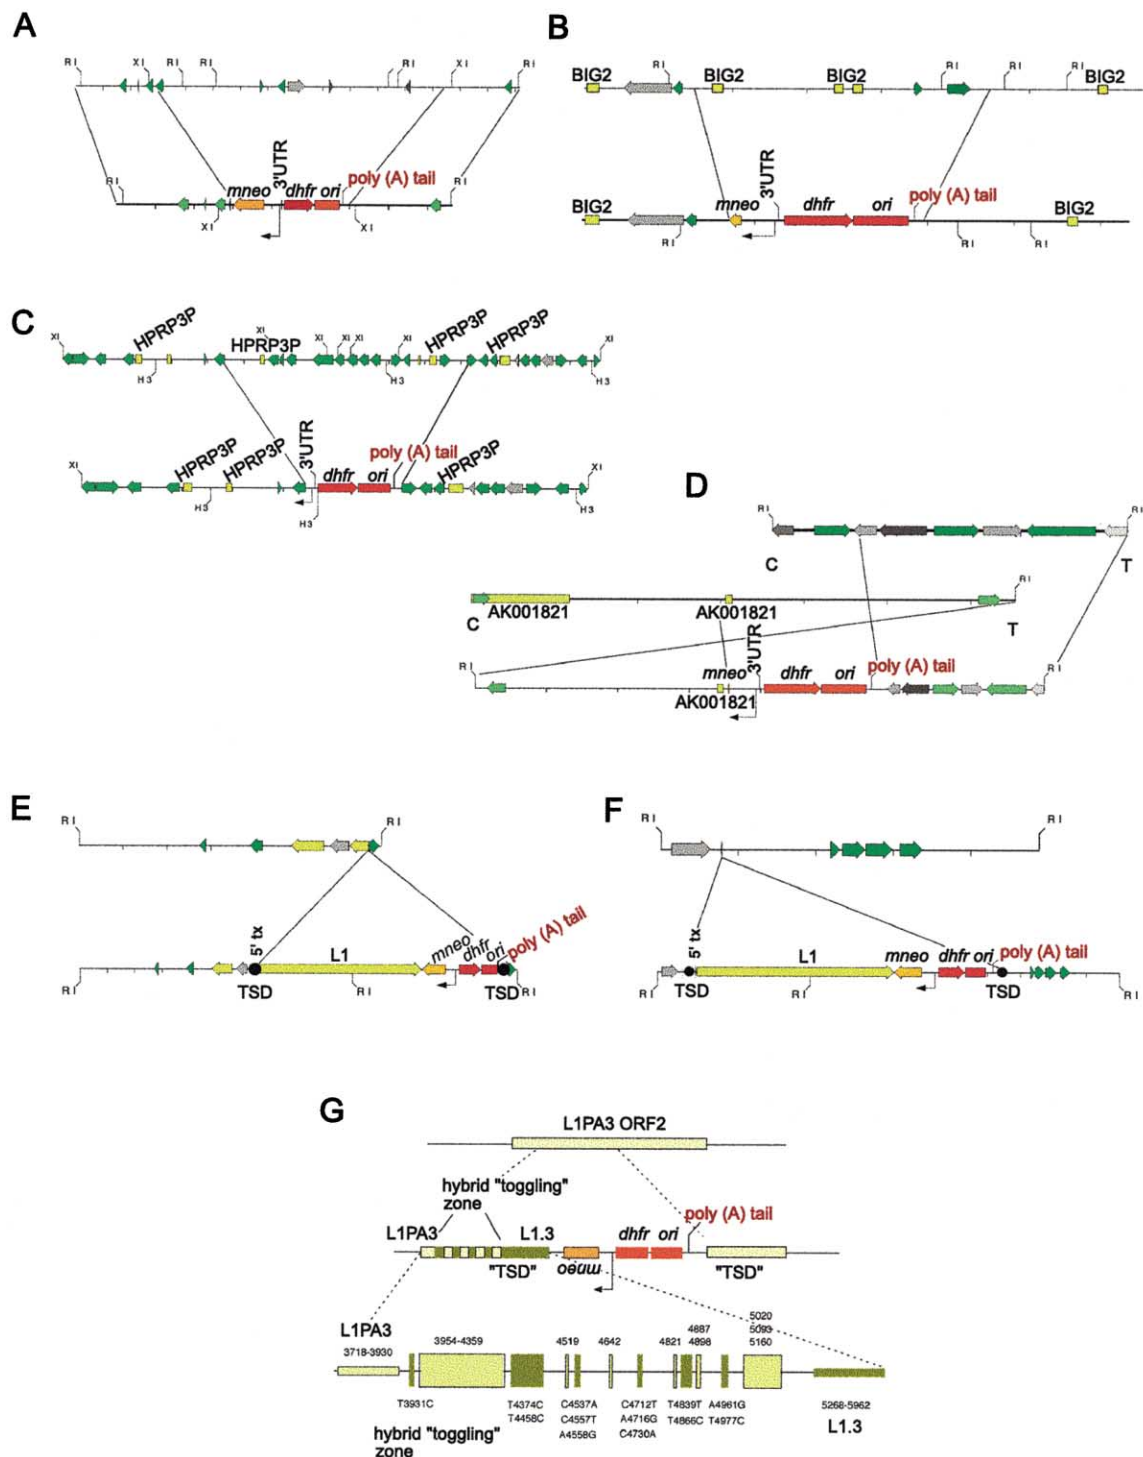 A
RI XI RI RI RI XI RI
3'UTR
mneo dhfr ori poly (A) tail
RI RI
XI XI
B
BIG2 RI BIG2 BIG2 RI RI RI BIG2
3'UTR
BIG2 mneo dhfr ori poly (A) tail BIG2
RI RI RI
C
XI HPRP3P XI HPRP3P XI XI XI HPRP3P HPRP3P XI
H3 H3 H3
3'UTR
XI HPRP3P HPRP3P dhfr ori poly (A) tail HPRP3P XI
H3 H3 H3
D
RI RI
C T
RI
AK001821 AK001821
C T
3'UTR
RI mneo dhfr ori poly (A) tail RI
AK001821
E
RI RI
5' tx L1 mneo dhfr ori poly (A) tail
TSD TSD
RI RI RI
F
RI RI
5' tx L1 mneo dhfr ori poly (A) tail
TSD TSD
RI RI RI
G
L1PA3 ORF2
hybrid "toggling"
zone
poly (A) tail
L1PA3 L1.3 dhfr ori
"TSD" mneo "TSD"
L1PA3
3718-3930 3954-4359 4519 4642 4821 4687 4898 5020 5093 5160
T3931C T4374C C4537A C4712T T4839T A4961G 5268-5962
T4458C C4557T A4716G T4866C T4977C
A4558G C4730A
L1.3
hybrid "toggling"
zone